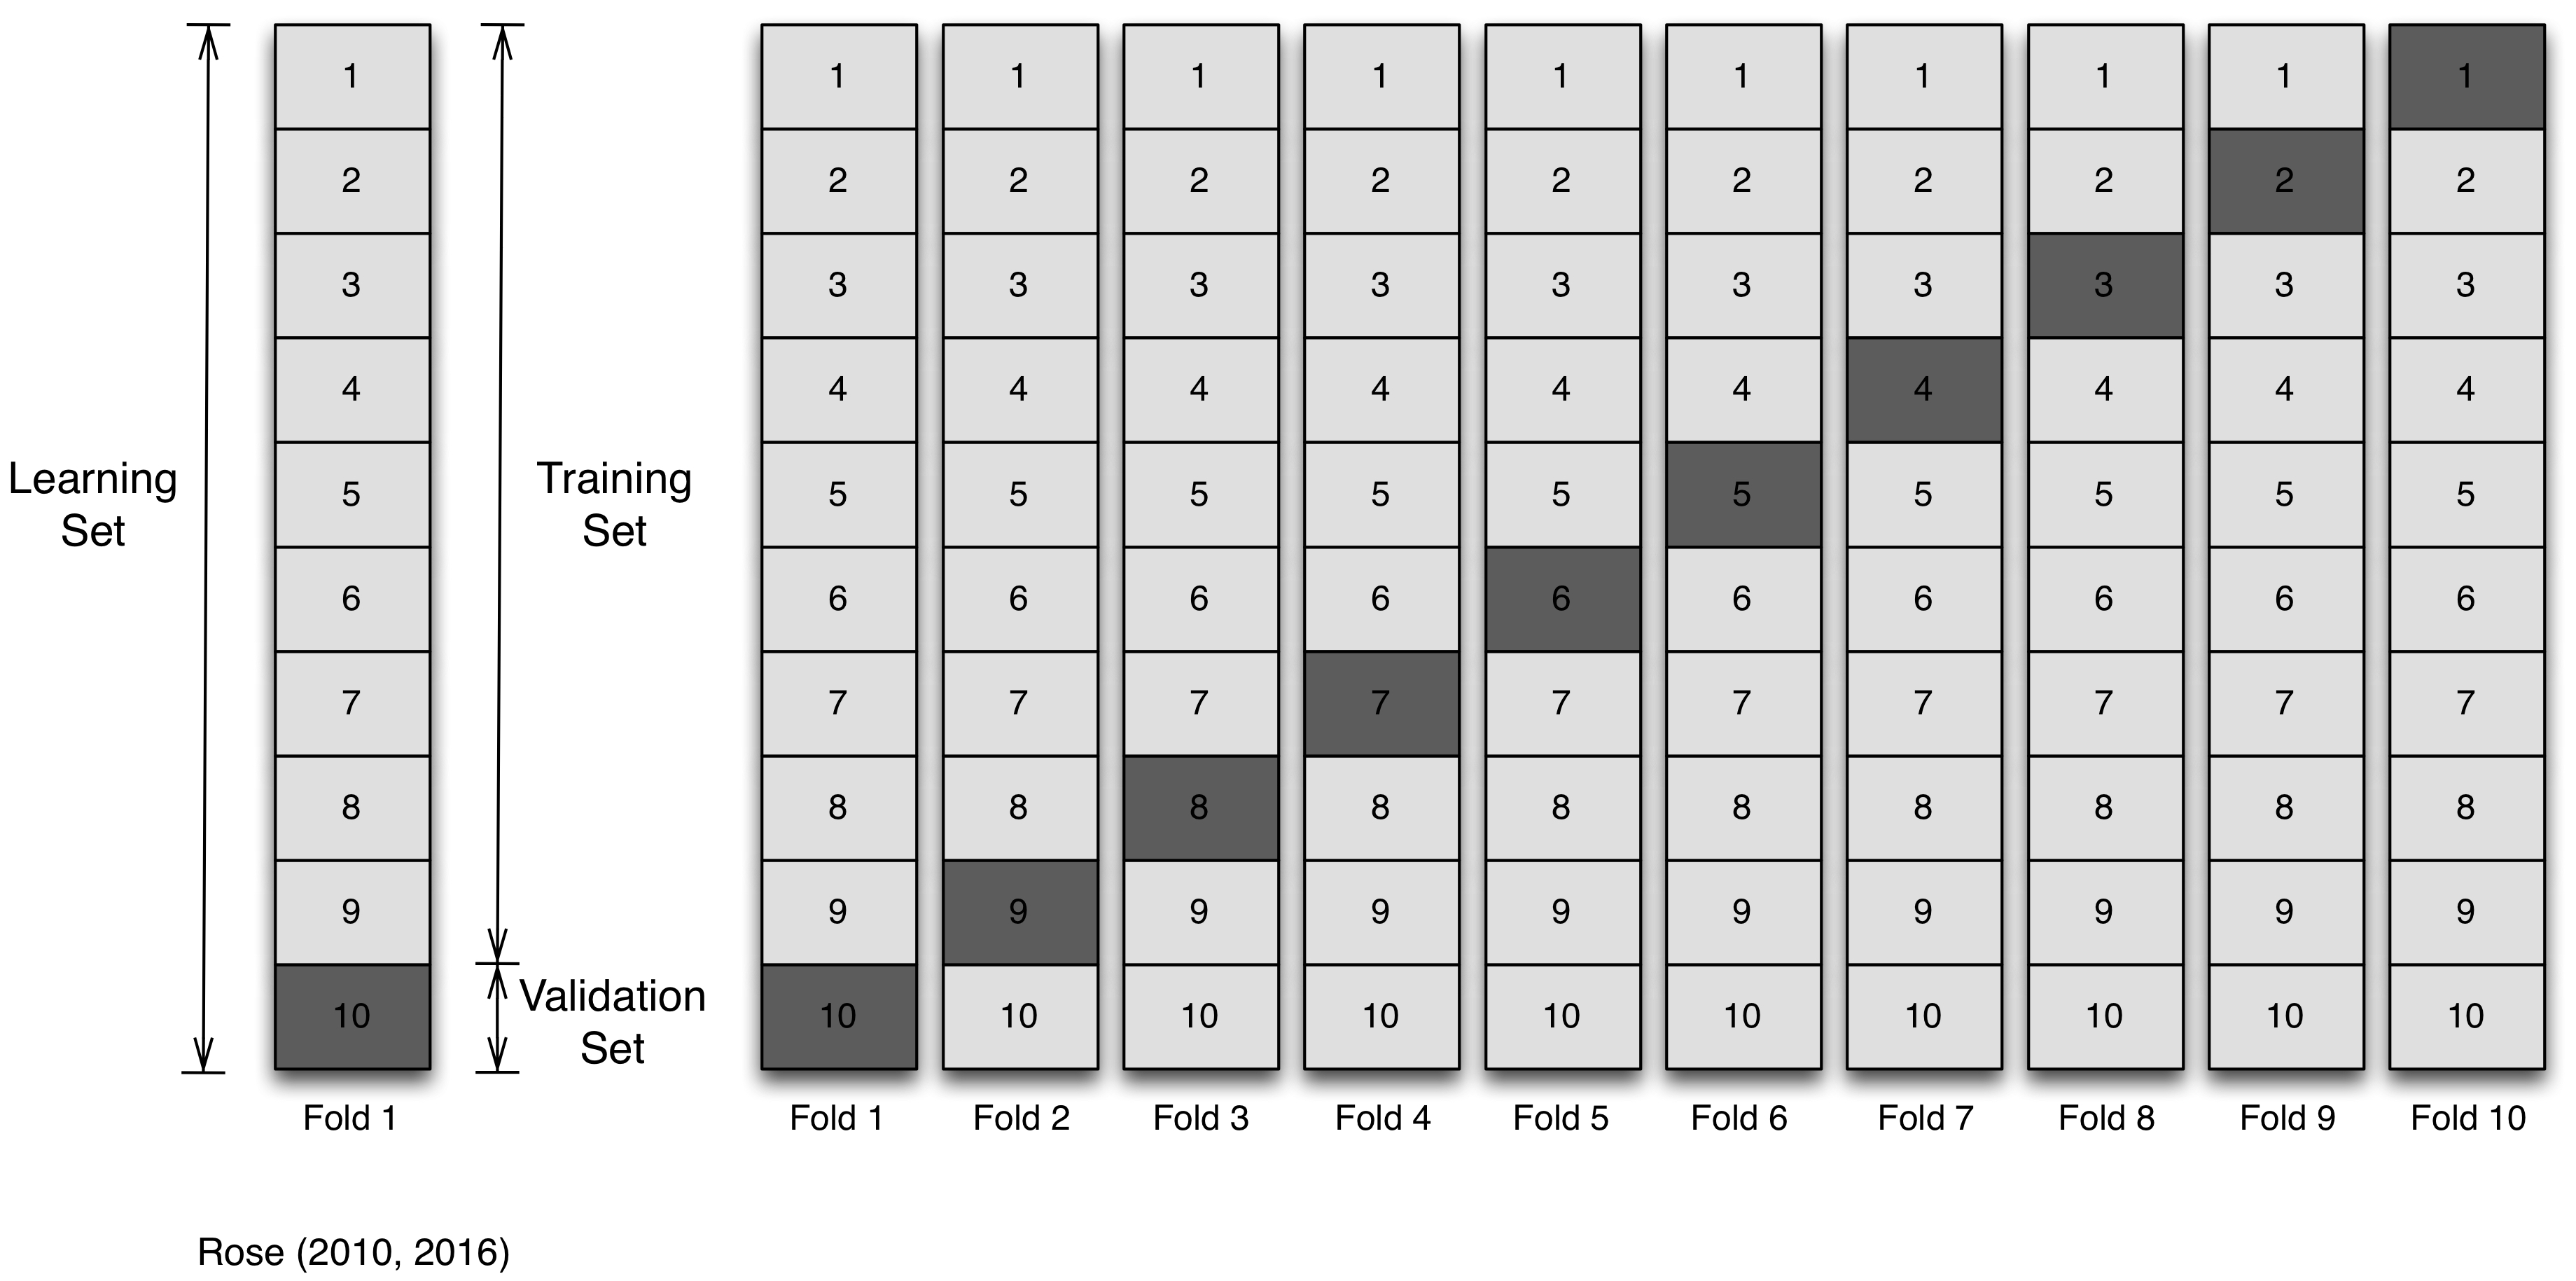 1 1 1 1 1 1 1 1 1 1 1
2 2 2 2 2 2 2 2 2 2 2
3 3 3 3 3 3 3 3 3 3 3
4 4 4 4 4 4 4 4 4 4 4
Learning
Set
5
Training
Set
5 5 5 5 5 5 5 5 5 5
6 6 6 6 6 6 6 6 6 6 6
7 7 7 7 7 7 7 7 7 7 7
8 8 8 8 8 8 8 8 8 8 8
9 9 9 9 9 9 9 9 9 9 9
10
Validation
Set
10 10 10 10 10 10 10 10 10 10
Fold 1 Fold 1 Fold 2 Fold 3 Fold 4 Fold 5 Fold 6 Fold 7 Fold 8 Fold 9 Fold 10
Rose (2010, 2016)